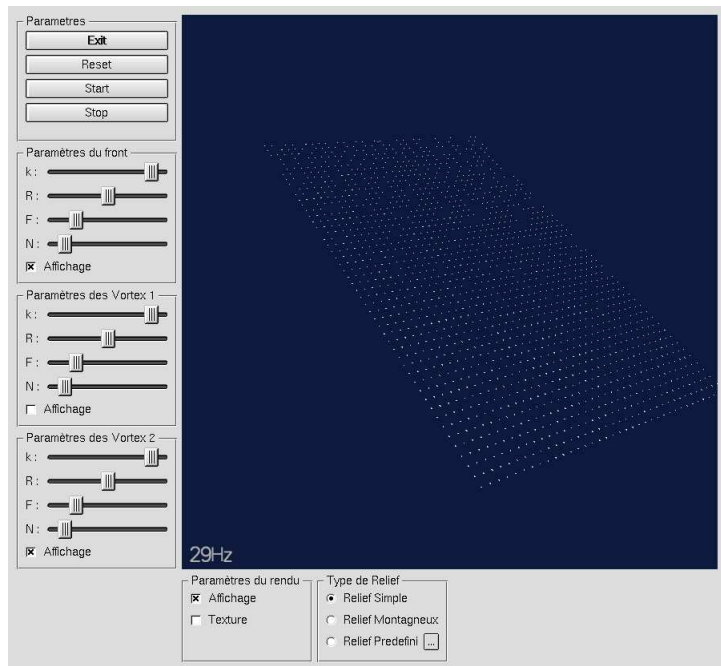 Parametres
Exit
Reset
Start
Stop
Paramètres du front
k :
R :
F :
N :
Affichage
Paramètres des Vortex 1
k :
R :
F :
N :
Affichage
Paramètres des Vortex 2
k :
R :
F :
N :
Affichage
29Hz
Paramètres du rendu
Affichage
Texture
Type de Relief
Relief Simple
Relief Montagneux
Relief Predefini ...